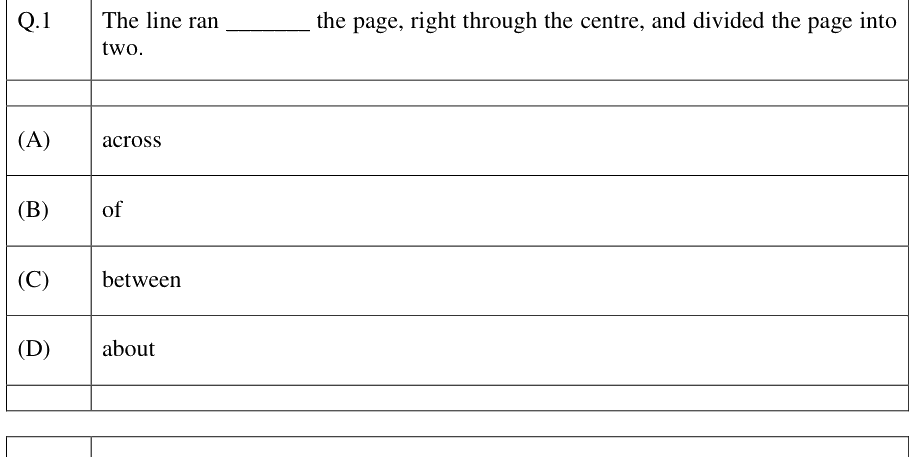 Q.1 The line ran _______ the page, right through the centre, and divided the page into
two.
(A) across
(B) of
(C) between
(D) about